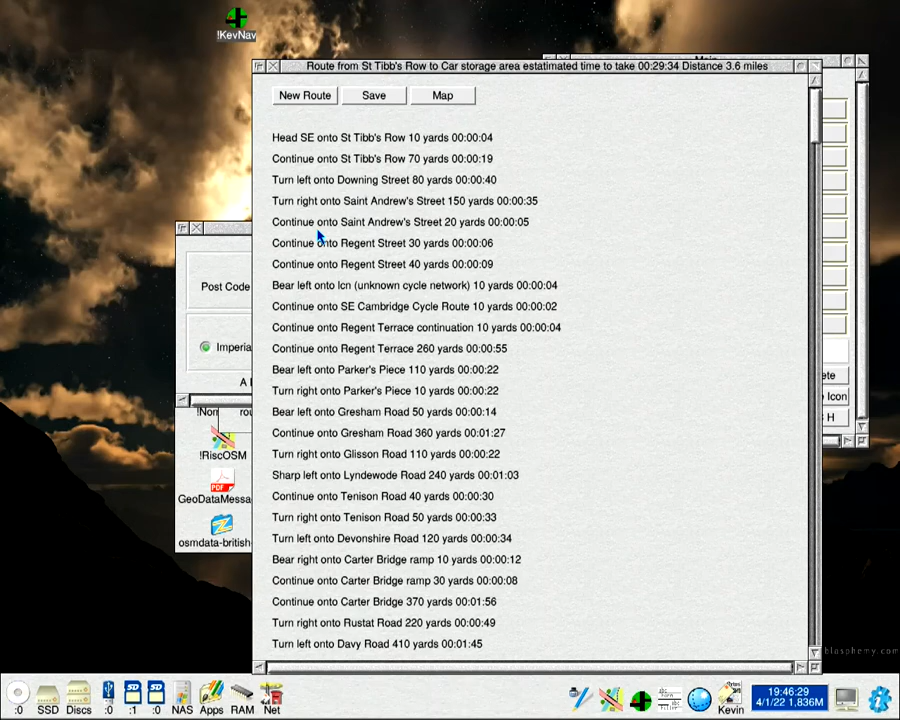 !KevNav
Main
Route from St Tibb's Row to Car storage area estatimated time to take 00:29:34 Distance 3.6 miles
New Route Save Map
Head SE onto St Tibb's Row 10 yards 00:00:04
Continue onto St Tibb's Row 70 yards 00:00:19
Turn left onto Downing Street 80 yards 00:00:40
Turn right onto Saint Andrew's Street 150 yards 00:00:35
Continue onto Saint Andrew's Street 20 yards 00:00:05
Continue onto Regent Street 30 yards 00:00:06
Continue onto Regent Street 40 yards 00:00:09
Bear left onto lcn (unknown cycle network) 10 yards 00:00:04
Continue onto SE Cambridge Cycle Route 10 yards 00:00:02
Continue onto Regent Terrace continuation 10 yards 00:00:04
Continue onto Regent Terrace 260 yards 00:00:55
Bear left onto Parker's Piece 110 yards 00:00:22
Turn right onto Parker's Piece 10 yards 00:00:22
Bear left onto Gresham Road 50 yards 00:00:14
Continue onto Gresham Road 360 yards 00:01:27
Turn right onto Glisson Road 110 yards 00:00:22
Sharp left onto Lyndewode Road 240 yards 00:01:03
Continue onto Tenison Road 40 yards 00:00:30
Turn right onto Tenison Road 50 yards 00:00:33
Turn left onto Devonshire Road 120 yards 00:00:34
Bear right onto Carter Bridge ramp 10 yards 00:00:12
Continue onto Carter Bridge ramp 30 yards 00:00:08
Continue onto Carter Bridge 370 yards 00:01:56
Turn right onto Rustat Road 220 yards 00:00:49
Turn left onto Davy Road 410 yards 00:01:45
Post Code
Imperia
A
!Non rou
!RiscOSM
PDF
GeoDataMessa
osmdata-british-
ete
e Icon
H
blasphemy.com
:0 SSD Discs :0 :1 :0 NAS Apps RAM Net
Kevin
19:46:29
4/1/22 1,836M